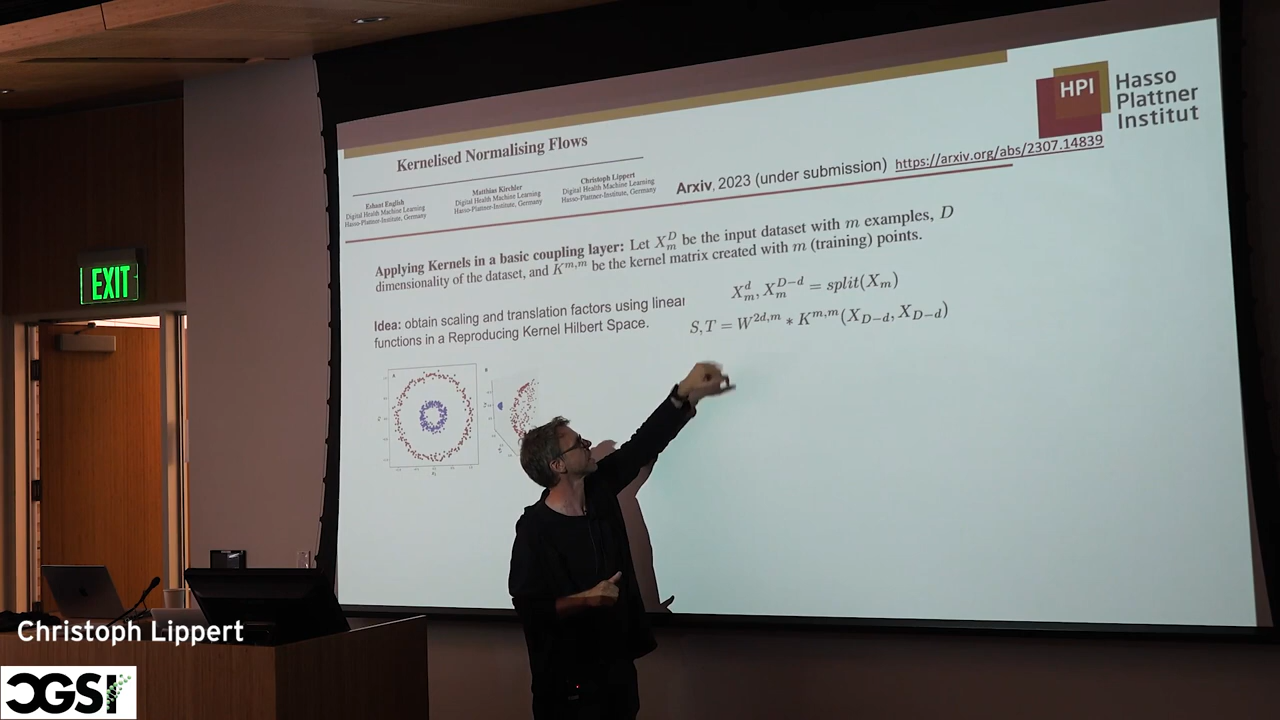 HPI
Hasso
Plattner
Institut
Kernelised Normalising Flows
Eshant English
Digital Health Machine Learning
Hasso-Plattner-Institute, Germany
Matthias Kirchler
Digital Health Machine Learning
Hasso-Plattner-Institute, Germany
Christoph Lippert
Digital Health Machine Learning
Hasso-Plattner-Institute, Germany
Arxiv, 2023 (under submission) https://arxiv.org/abs/2307.14839
Applying Kernels in a basic coupling layer: Let $X_m^D$ be the input dataset with $m$ examples, $D$
dimensionality of the dataset, and $K^{m,m}$ be the kernel matrix created with $m$ (training) points.
$X_m^d, X_m^{D-d} = split(X_m)$
$S, T = W^{2d,m} * K^{m,m}(X_{D-d}, X_{D-d})$
Idea: obtain scaling and translation factors using linear
functions in a Reproducing Kernel Hilbert Space.
A
B
EXIT
Christoph Lippert
CGSI